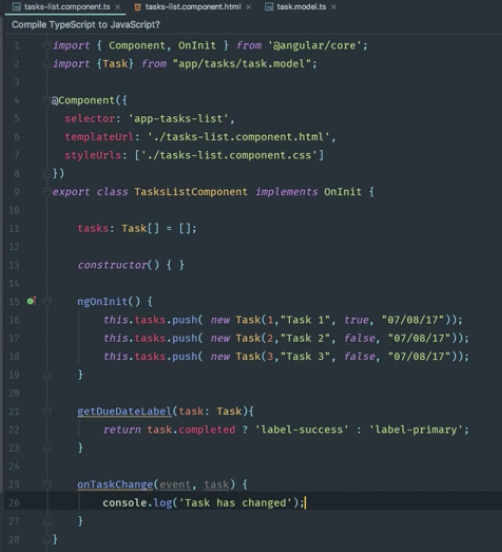 tasks-list.component.ts × tasks-list.component.html × task.model.ts ×
Compile TypeScript to JavaScript?
1 import { Component, OnInit } from '@angular/core';
2 import {Task} from "app/tasks/task.model";
3
4 @Component({
5 selector: 'app-tasks-list',
6 templateUrl: './tasks-list.component.html',
7 styleUrls: ['./tasks-list.component.css']
8 })
9 export class TasksListComponent implements OnInit {
10
11 tasks: Task[] = [];
12
13 constructor() { }
14
15 ngOnInit() {
16 this.tasks.push( new Task(1,"Task 1", true, "07/08/17"));
17 this.tasks.push( new Task(2,"Task 2", false, "07/08/17"));
18 this.tasks.push( new Task(3,"Task 3", false, "07/08/17"));
19 }
20
21 getDueDateLabel(task: Task){
22 return task.completed ? 'label-success' : 'label-primary';
23 }
24
25 onTaskChange(event, task) {
26 console.log('Task has changed');
27 }
28 }